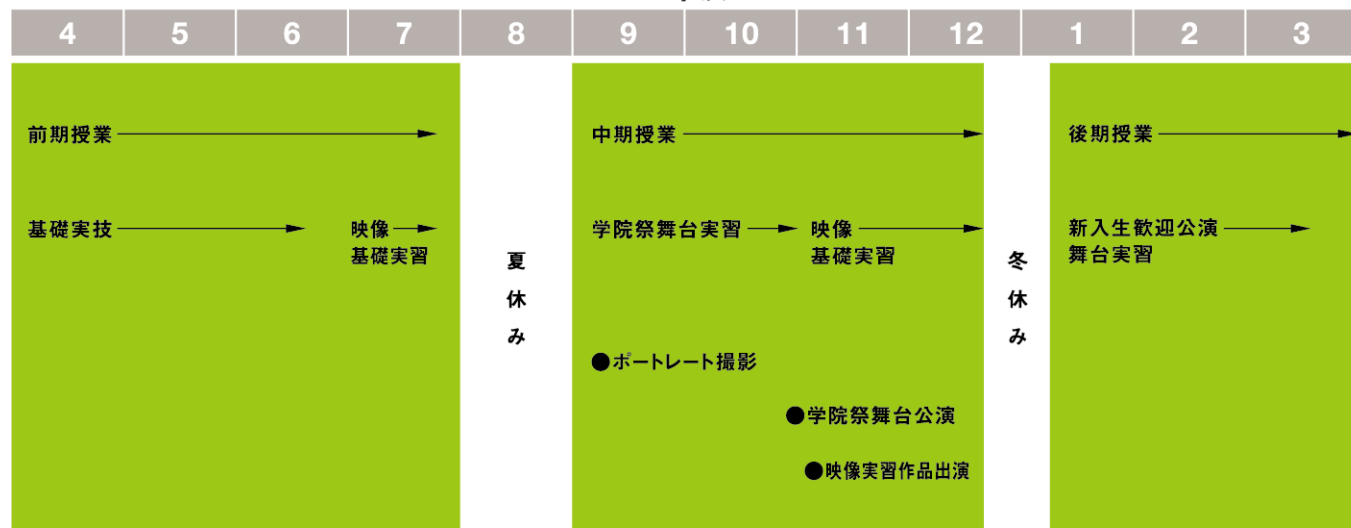 4 5 6 7 8 9 10 11 12 1 2 3
前期授業
中期授業
後期授業
基礎実技
映像
基礎実習
学院祭舞台実習
映像
基礎実習
新入生歓迎公演
舞台実習
夏休み
冬休み
●ポートレート撮影
●学院祭舞台公演
●映像実習作品出演